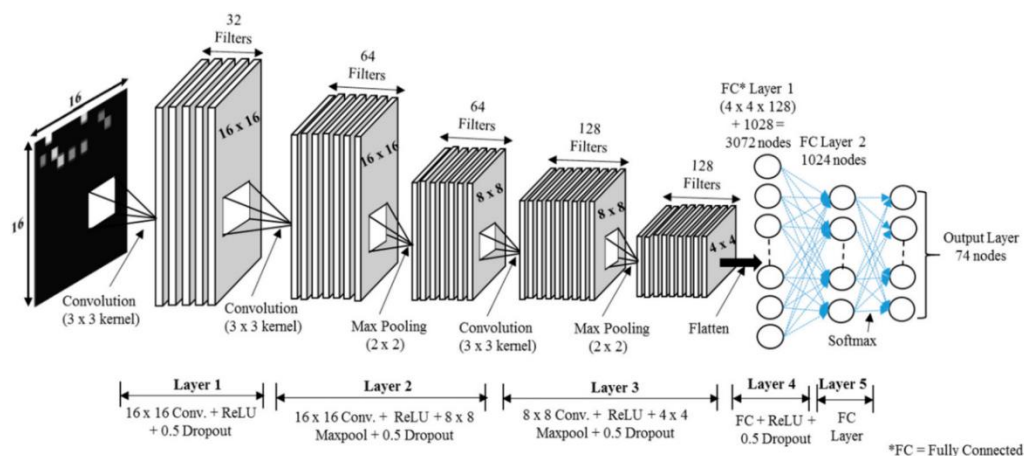 32
Filters
64
Filters
64
Filters
128
Filters
128
Filters
FC* Layer 1
(4 x 4 x 128)
+ 1028 =
3072 nodes
FC Layer 2
1024 nodes
16
16
16 x 16
16 x 16
8 x 8
8 x 8
4 x 4
Output Layer
74 nodes
Convolution
(3 x 3 kernel)
Convolution
(3 x 3 kernel)
Max Pooling
(2 x 2)
Convolution
(3 x 3 kernel)
Max Pooling
(2 x 2)
Flatten
Softmax
Layer 1
16 x 16 Conv. + ReLU
+ 0.5 Dropout
Layer 2
16 x 16 Conv. + ReLU + 8 x 8
Maxpool + 0.5 Dropout
Layer 3
8 x 8 Conv. + ReLU + 4 x 4
Maxpool + 0.5 Dropout
Layer 4
FC + ReLU +
0.5 Dropout
Layer 5
FC
Layer
*FC = Fully Connected